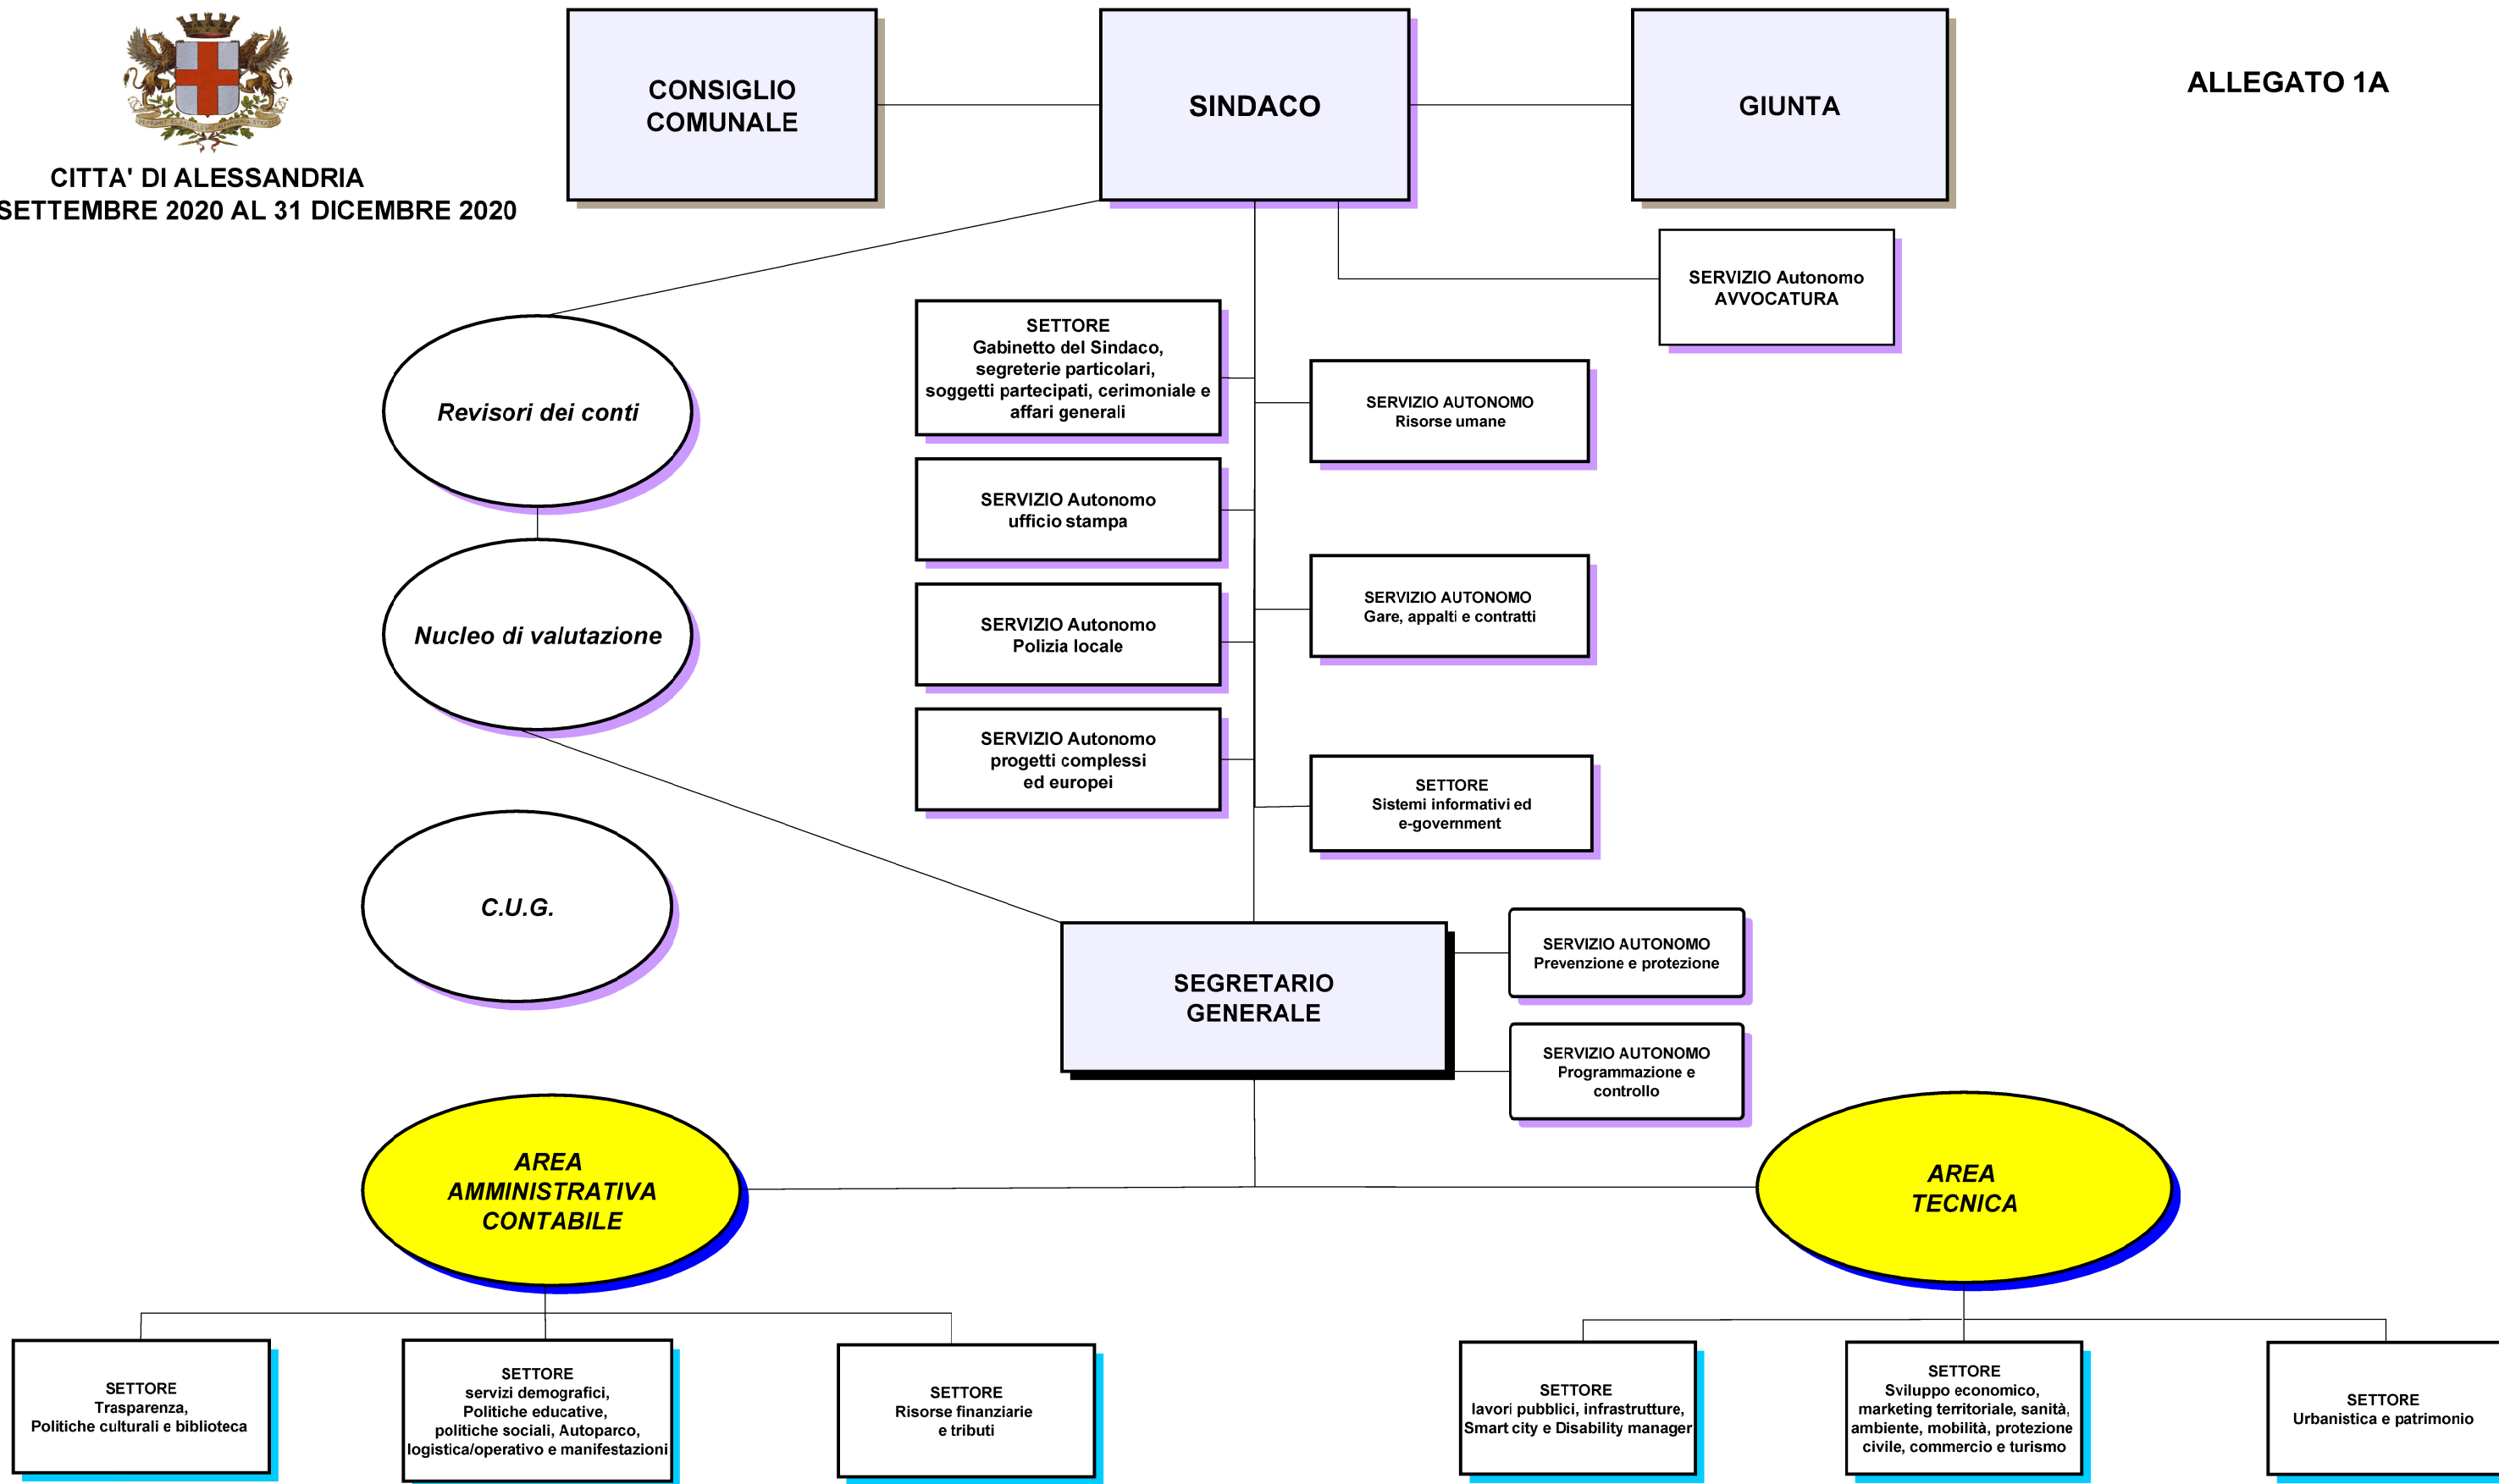 CONSIGLIO
COMUNALE
SINDACO
GIUNTA
ALLEGATO 1A
CITTA' DI ALESSANDRIA
SETTEMBRE 2020 AL 31 DICEMBRE 2020
SERVIZIO Autonomo
AVVOCATURA
SETTORE
Gabinetto del Sindaco,
segreterie particolari,
soggetti partecipati, cerimoniale e
affari generali
Revisori dei conti
SERVIZIO AUTONOMO
Risorse umane
SERVIZIO Autonomo
ufficio stampa
Nucleo di valutazione
SERVIZIO Autonomo
Polizia locale
SERVIZIO AUTONOMO
Gare, appalti e contratti
SERVIZIO Autonomo
progetti complessi
ed europei
SETTORE
Sistemi informativi ed
e-government
C.U.G.
SEGRETARIO
GENERALE
SERVIZIO AUTONOMO
Prevenzione e protezione
SERVIZIO AUTONOMO
Programmazione e
controllo
AREA
AMMINISTRATIVA
CONTABILE
AREA
TECNICA
SETTORE
Trasparenza,
Politiche culturali e biblioteca
SETTORE
servizi demografici,
Politiche educative,
politiche sociali, Autoparco,
logistica/operativo e manifestazioni
SETTORE
Risorse finanziarie
e tributi
SETTORE
lavori pubblici, infrastrutture,
Smart city e Disability manager
SETTORE
Sviluppo economico,
marketing territoriale, sanità,
ambiente, mobilità, protezione
civile, commercio e turismo
SETTORE
Urbanistica e patrimonio